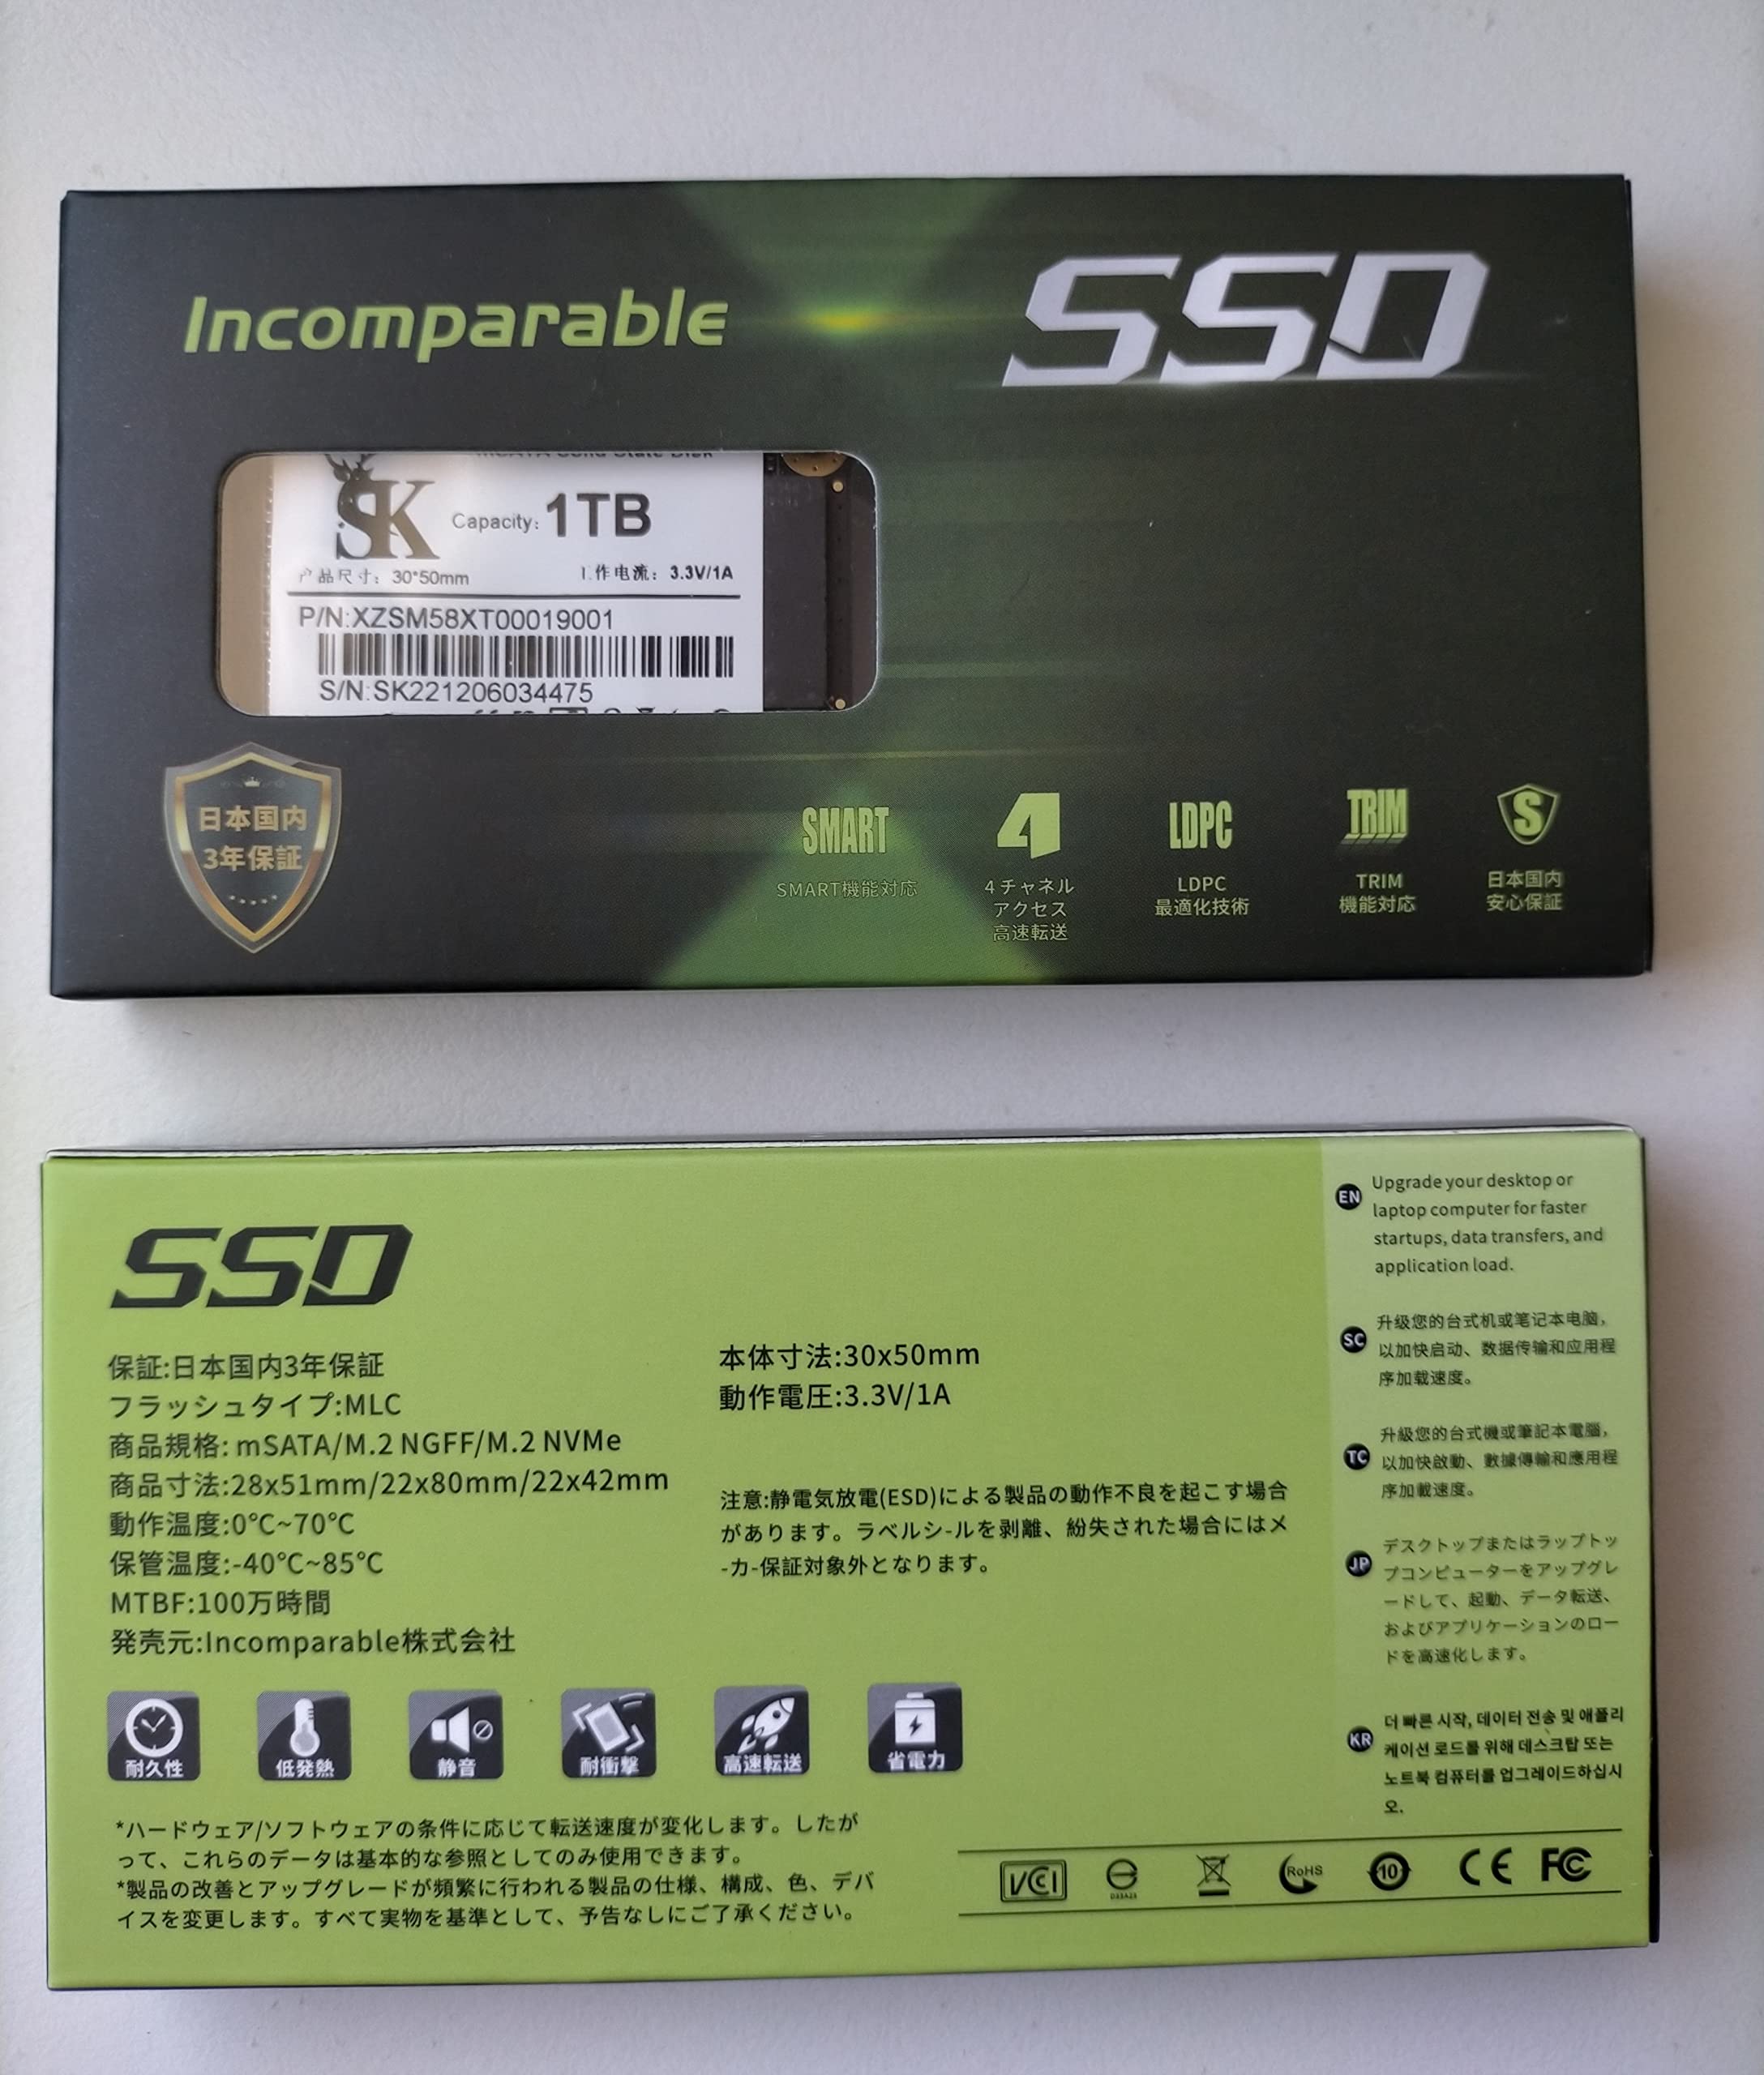 Incomparable
SSD
mSATA Solid State Disk
SK
Capacity: 1TB
产品尺寸: 30*50mm
工作电流: 3.3V/1A
P/N:XZSM58XT00019001
S/N:SK221206034475
日本国内
3年保証
SMART
SMART機能対応
4
4チャネル
アクセス
高速転送
LDPC
LDPC
最適化技術
TRIM
TRIM
機能対応
S
日本国内
安心保証
SSD
保証:日本国内3年保証
フラッシュタイプ:MLC
商品規格: mSATA/M.2 NGFF/M.2 NVMe
商品寸法:28x51mm/22x80mm/22x42mm
動作温度:0℃~70℃
保管温度:-40℃~85℃
MTBF:100万時間
発売元:Incomparable株式会社
本体寸法:30x50mm
動作電圧:3.3V/1A
注意:静電気放電(ESD)による製品の動作不良を起こす場合
があります。ラベルシ-ルを剥離、紛失された場合にはメ
-カ-保証対象外となります。
耐久性
低発熱
静音
耐衝撃
高速転送
省電力
*ハードウェア/ソフトウェアの条件に応じて転送速度が変化します。したが
って、これらのデータは基本的な参照としてのみ使用できます。
*製品の改善とアップグレードが頻繁に行われる製品の仕様、構成、色、デバ
イスを変更します。すべて実物を基準として、予告なしにご了承ください。
EN
Upgrade your desktop or
laptop computer for faster
startups, data transfers, and
application load.
SC
升级您的台式机或笔记本电脑,
以加快启动、数据传输和应用程
序加载速度。
TC
升級您的台式機或筆記本電腦,
以加快啟動、數據傳輸和應用程
序加載速度。
JP
デスクトップまたはラップトッ
プコンピューターをアップグレ
ードして、起動、データ転送、
およびアプリケーションのロー
ドを高速化します。
KR
더 빠른 시작, 데이터 전송 및 애플리
케이션 로드를 위해 데스크탑 또는
노트북 컴퓨터를 업그레이드하십시
오.
VCI
RoHS
10
CE
FC